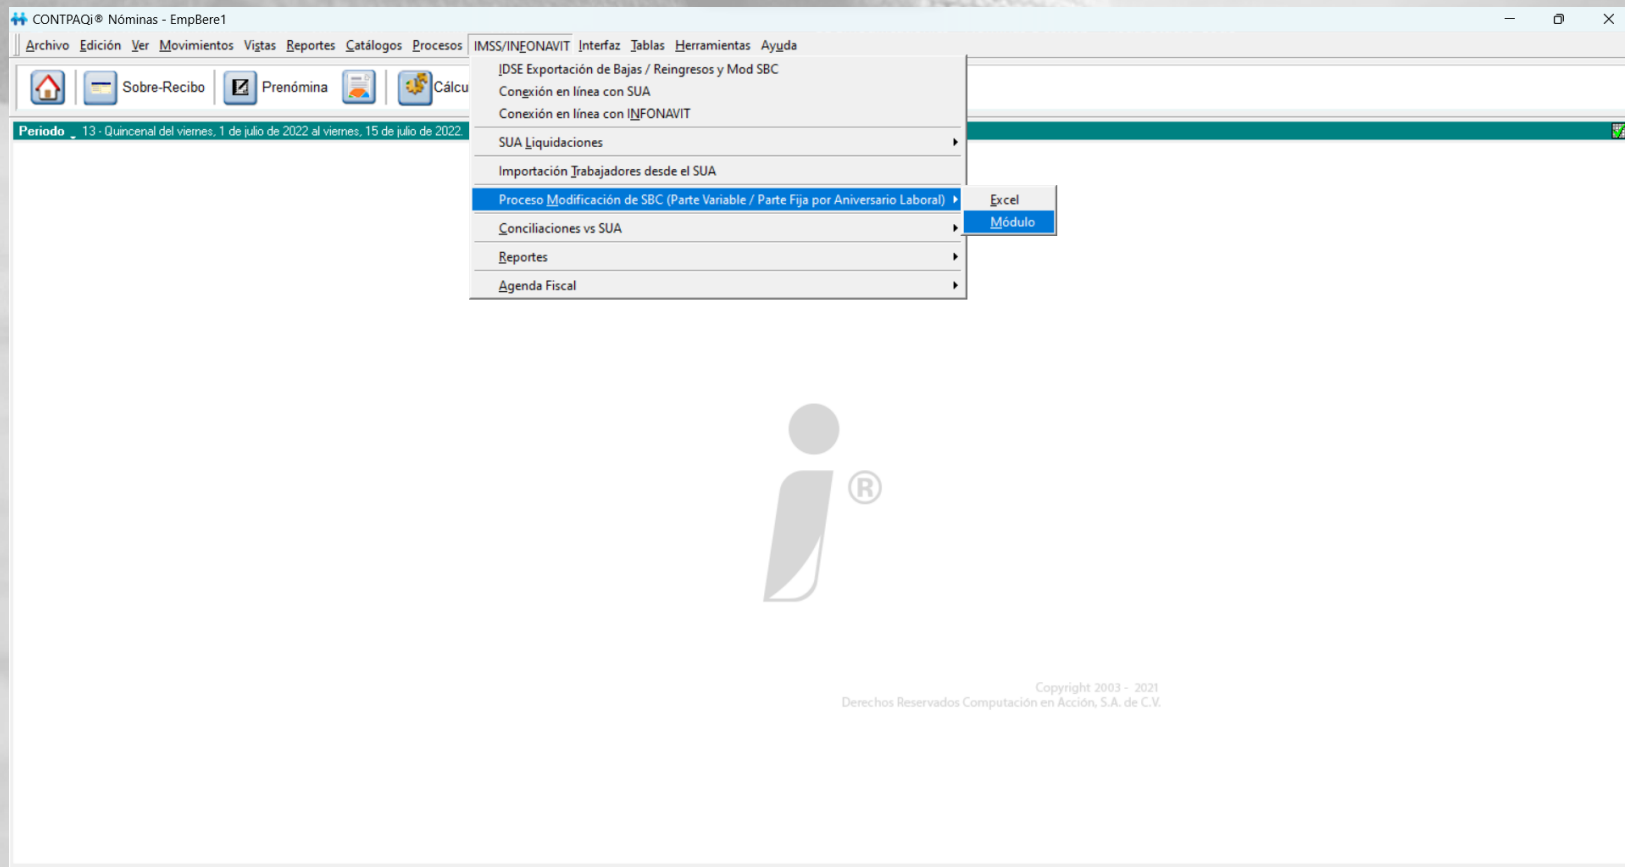 CONTPAQi® Nóminas - EmpBere1
Archivo Edición Ver Movimientos Vistas Reportes Catálogos Procesos IMSS/INFONAVIT Interfaz Tablas Herramientas Ayuda
Sobre-Recibo Prenómina Cálcu
Periodo 13 - Quincenal del viernes, 1 de julio de 2022 al viernes, 15 de julio de 2022.
IDSE Exportación de Bajas / Reingresos y Mod SBC
Conexión en línea con SUA
Conexión en línea con INFONAVIT
SUA Liquidaciones
Importación Trabajadores desde el SUA
Proceso Modificación de SBC (Parte Variable / Parte Fija por Aniversario Laboral)
Excel
Módulo
Conciliaciones vs SUA
Reportes
Agenda Fiscal
i®
Copyright 2003 - 2021
Derechos Reservados Computación en Acción, S.A. de C.V.